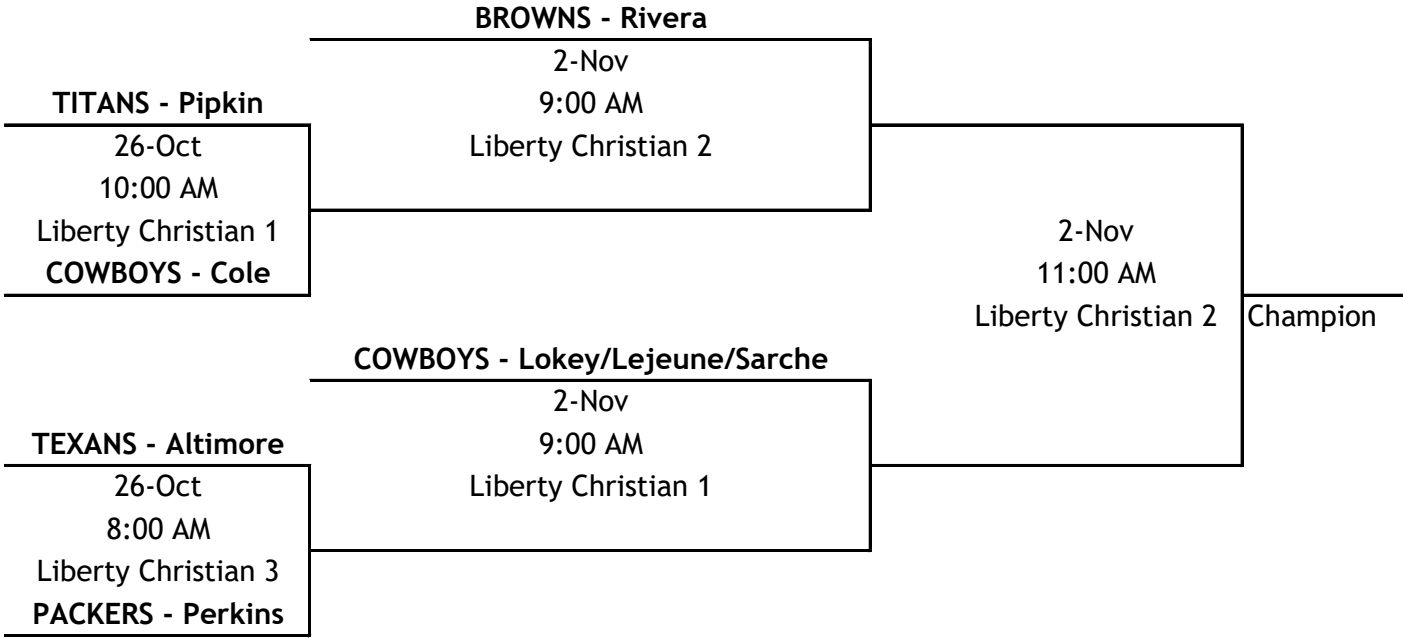 BROWNS - Rivera
2-Nov
9:00 AM
Liberty Christian 2
TITANS - Pipkin
26-Oct
10:00 AM
Liberty Christian 1
COWBOYS - Cole
2-Nov
11:00 AM
Liberty Christian 2
Champion
COWBOYS - Lokey/Lejeune/Sarche
2-Nov
9:00 AM
Liberty Christian 1
TEXANS - Altimore
26-Oct
8:00 AM
Liberty Christian 3
PACKERS - Perkins